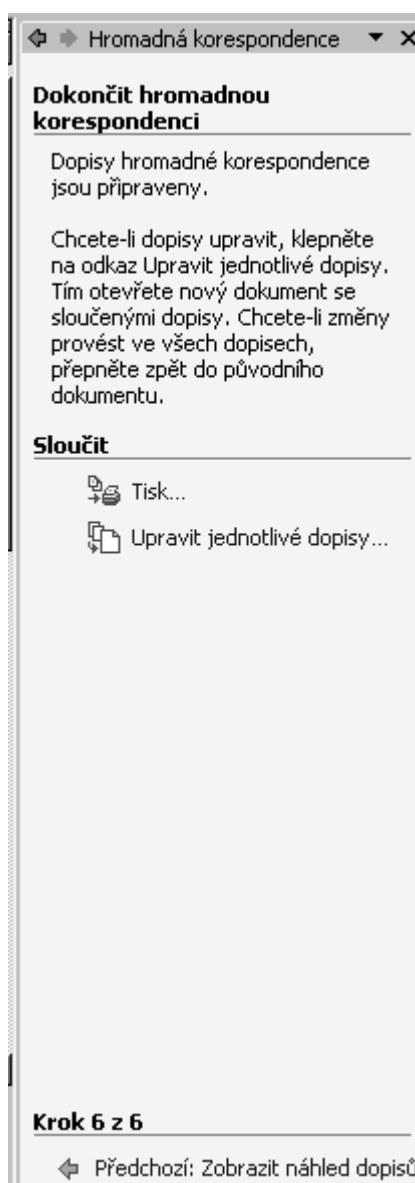 Hromadná korespondence
Dokončit hromadnou
korespondenci
Dopisy hromadné korespondence
jsou připraveny.
Chcete-li dopisy upravit, klepněte
na odkaz Upravit jednotlivé dopisy.
Tím otevřete nový dokument se
sloučenými dopisy. Chcete-li změny
provést ve všech dopisech,
přepněte zpět do původního
dokumentu.
Sloučit
Tisk...
Upravit jednotlivé dopisy...
Krok 6 z 6
Předchozí: Zobrazit náhled dopisů